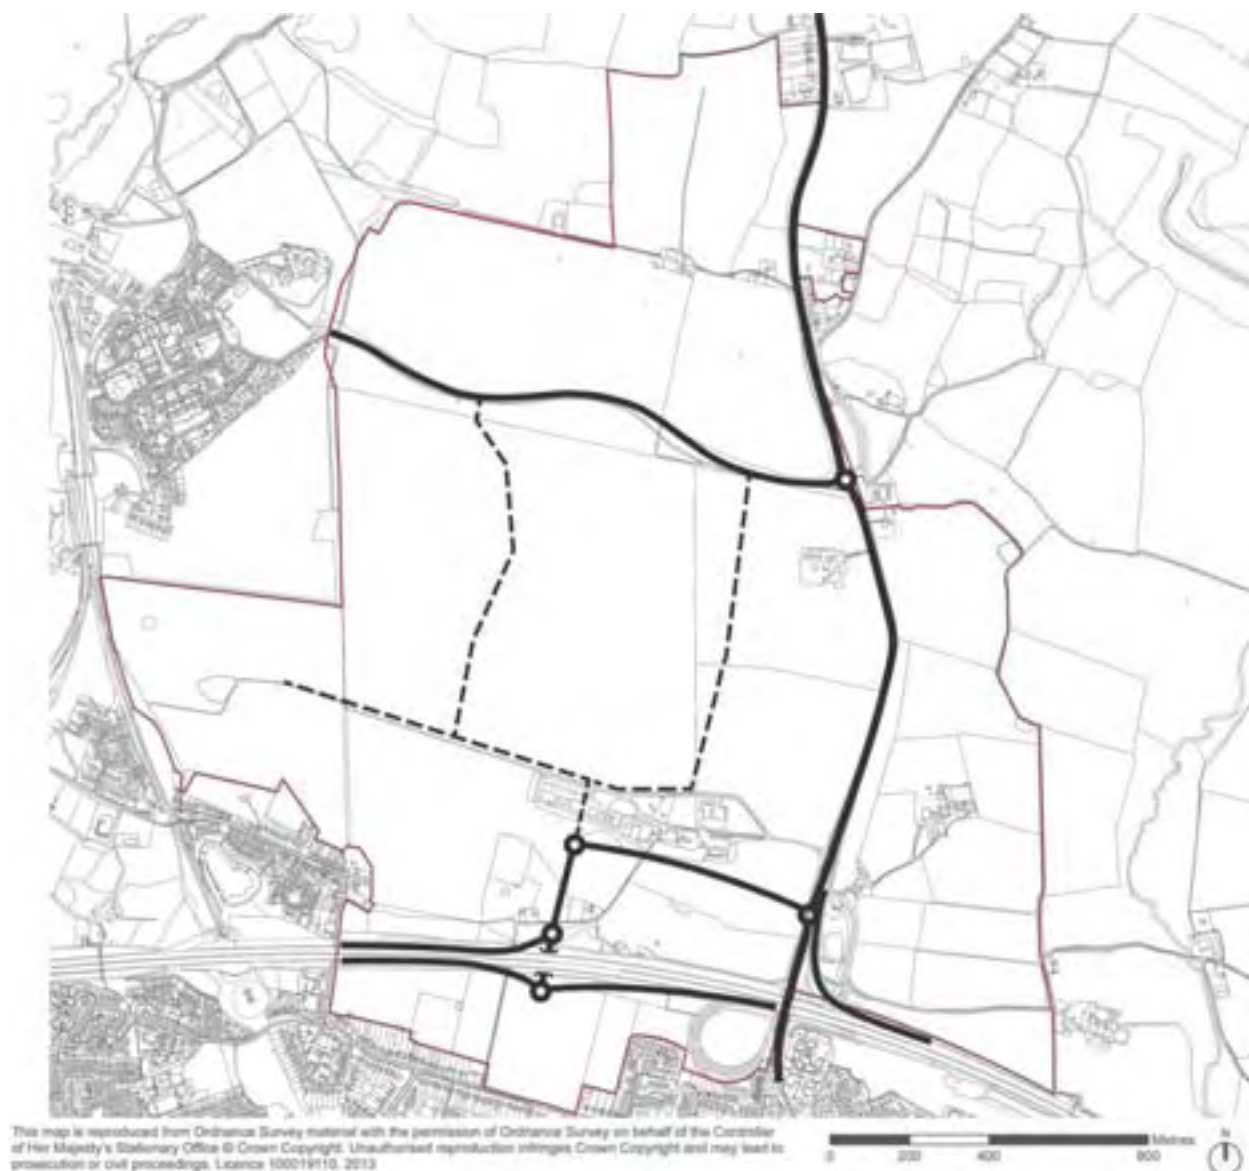 This map is reproduced from Ordnance Survey material with the permission of Ordnance Survey on behalf of the Controller
of Her Majesty's Stationery Office © Crown Copyright. Unauthorised reproduction infringes Crown Copyright and may lead to
prosecution or civil proceedings. Licence 100019110. 2013
Metres
0 200 400 800
N